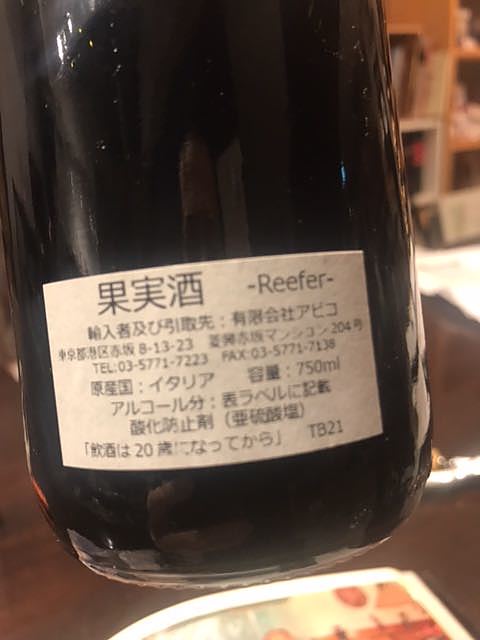 果実酒 -Reefer-
輸入者及び引取先：有限会社アビコ
東京都港区赤坂 8-13-23 菱興赤坂マンション204号
TEL:03-5771-7223 FAX:03-5771-7138
原産国：イタリア 容量：750ml
アルコール分：表ラベルに記載
酸化防止剤（亜硫酸塩）
「飲酒は20歳になってから」 TB21